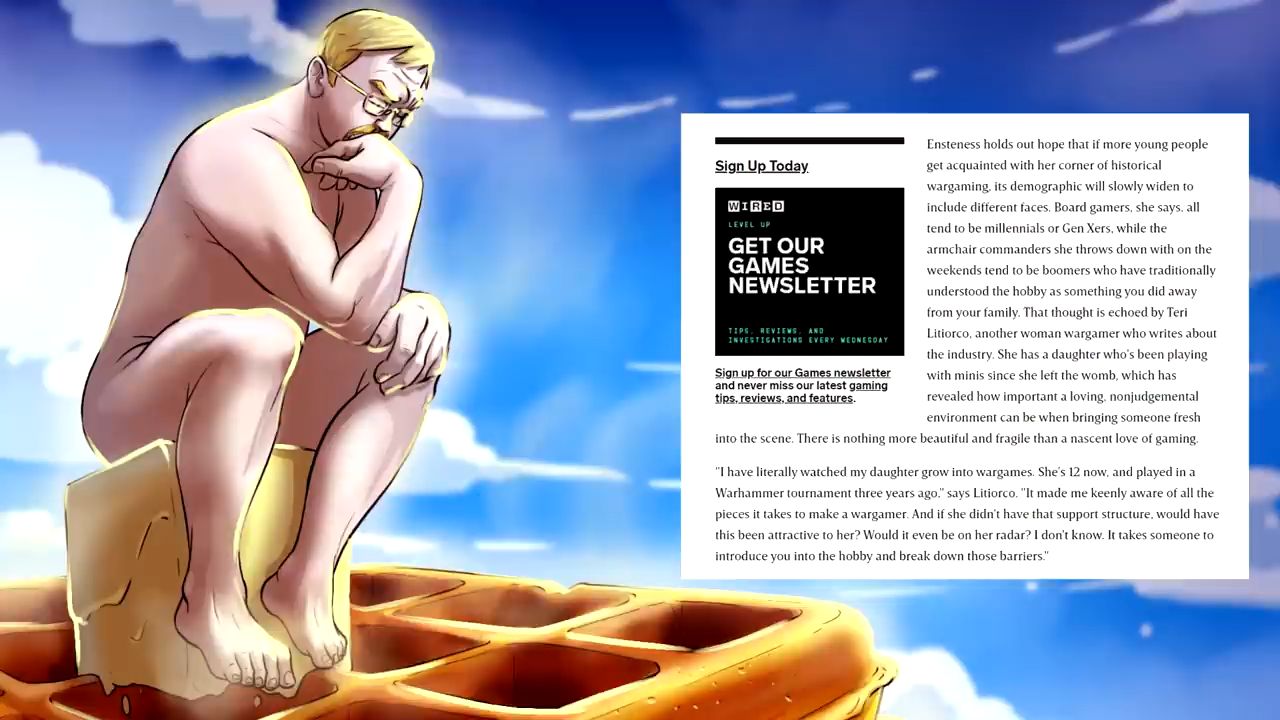 Sign Up Today
WIRED
LEVEL UP
GET OUR
GAMES
NEWSLETTER
TIPS, REVIEWS, AND
INVESTIGATIONS EVERY WEDNESDAY
Sign up for our Games newsletter
and never miss our latest gaming
tips, reviews, and features.
Ensteness holds out hope that if more young people
get acquainted with her corner of historical
wargaming, its demographic will slowly widen to
include different faces. Board gamers, she says, all
tend to be millennials or Gen Xers, while the
armchair commanders she throws down with on the
weekends tend to be boomers who have traditionally
understood the hobby as something you did away
from your family. That thought is echoed by Teri
Litiorco, another woman wargamer who writes about
the industry. She has a daughter who's been playing
with minis since she left the womb, which has
revealed how important a loving, nonjudgemental
environment can be when bringing someone fresh
into the scene. There is nothing more beautiful and fragile than a nascent love of gaming.
"I have literally watched my daughter grow into wargames. She's 12 now, and played in a
Warhammer tournament three years ago," says Litiorco. "It made me keenly aware of all the
pieces it takes to make a wargamer. And if she didn't have that support structure, would have
this been attractive to her? Would it even be on her radar? I don't know. It takes someone to
introduce you into the hobby and break down those barriers."